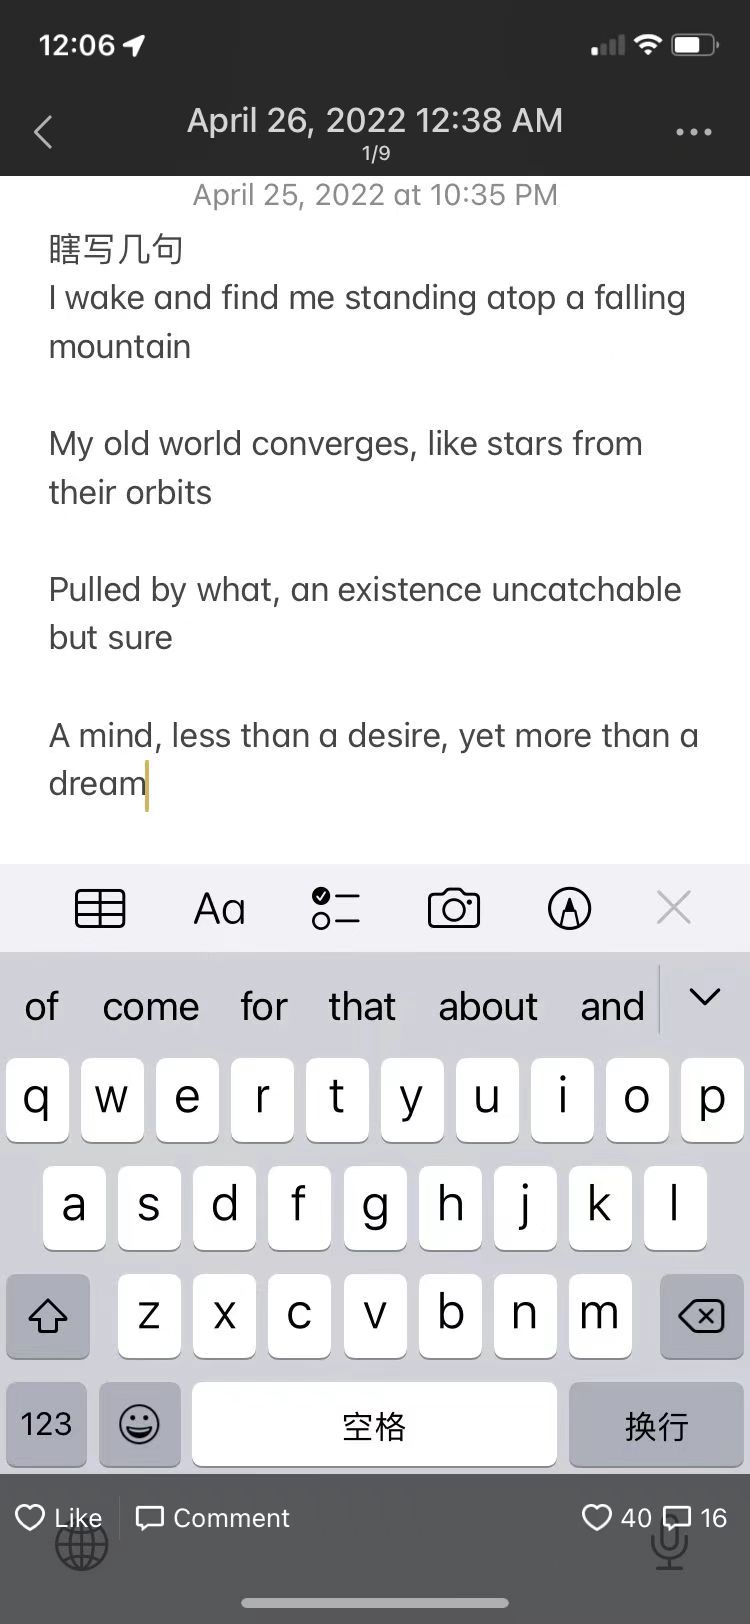 12:06
April 26, 2022 12:38 AM
1/9
April 25, 2022 at 10:35 PM
瞎写几句
I wake and find me standing atop a falling
mountain
My old world converges, like stars from
their orbits
Pulled by what, an existence uncatchable
but sure
A mind, less than a desire, yet more than a
dream
Aa
of come for that about and
q w e r t y u i o p
a s d f g h j k l
z x c v b n m
123 空格 换行
Like Comment 40 16